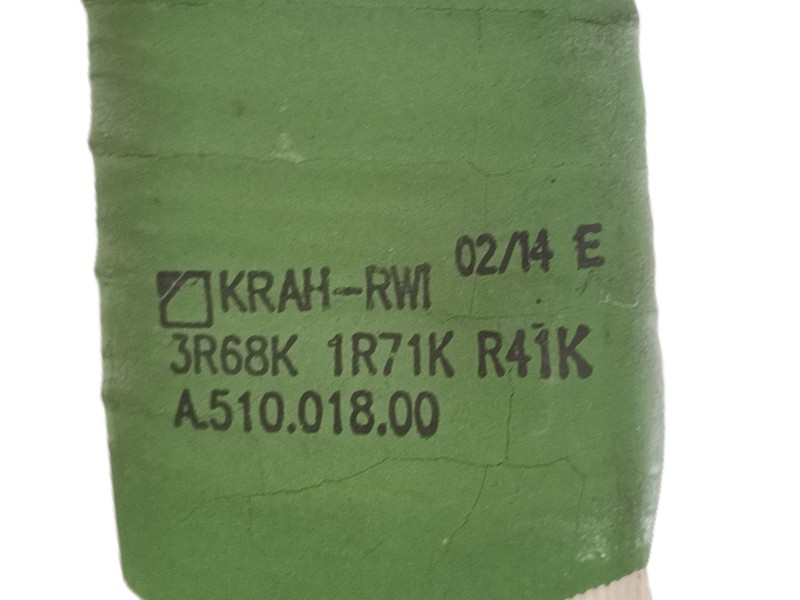 KRAH-RWI 02/14 E
3R68K 1R71K R41K
A.510.018.00